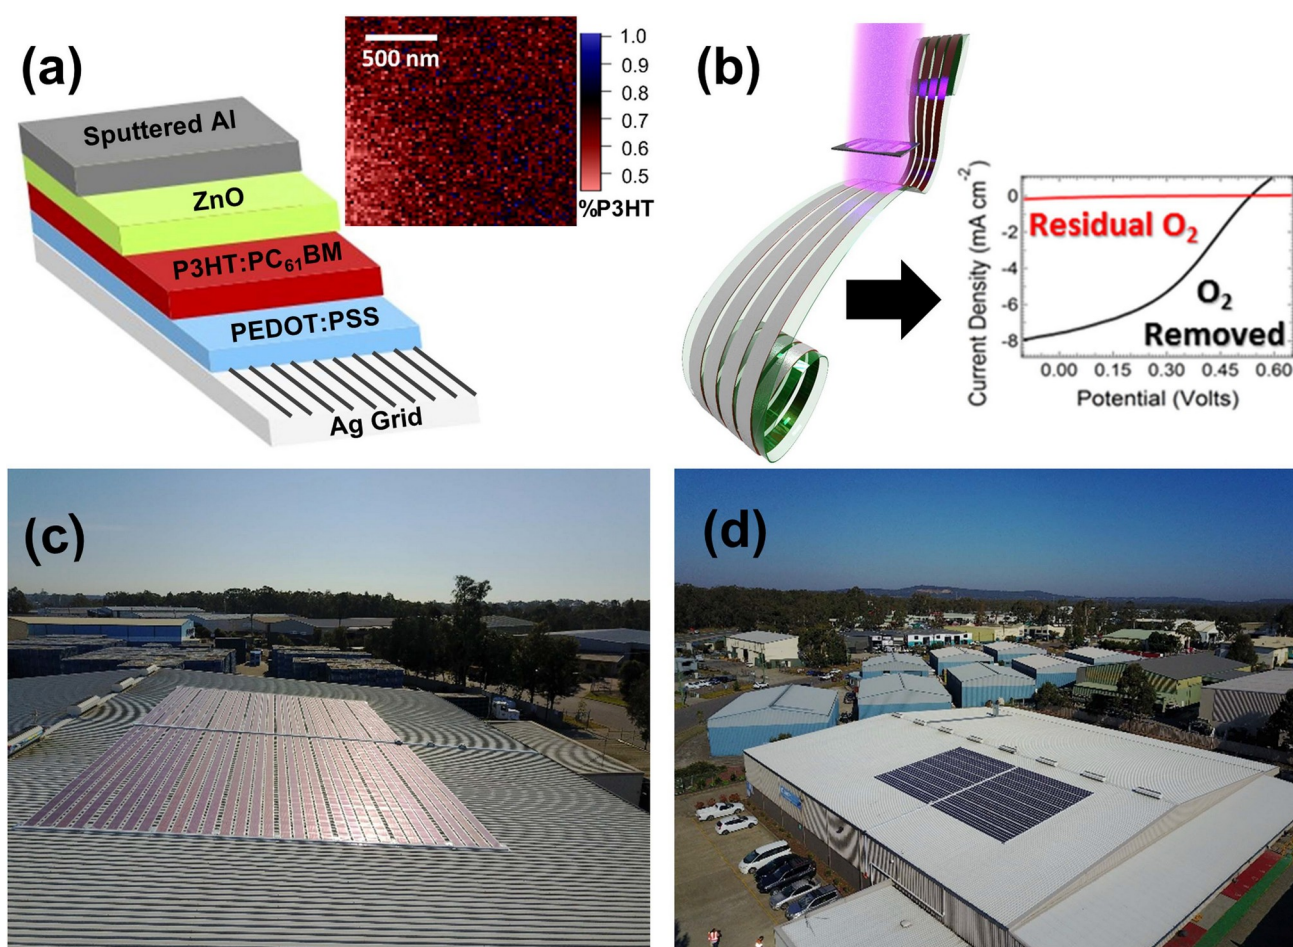 (a)
Sputtered Al
ZnO
P3HT:PC₆₁BM
PEDOT:PSS
Ag Grid
500 nm
1.0
0.9
0.8
0.7
0.6
0.5
%P3HT
(b)
Current Density (mA cm⁻²)
0
-2
-4
-6
-8
Residual O₂
O₂
Removed
0.00 0.15 0.30 0.45 0.60
Potential (Volts)
(c)
(d)